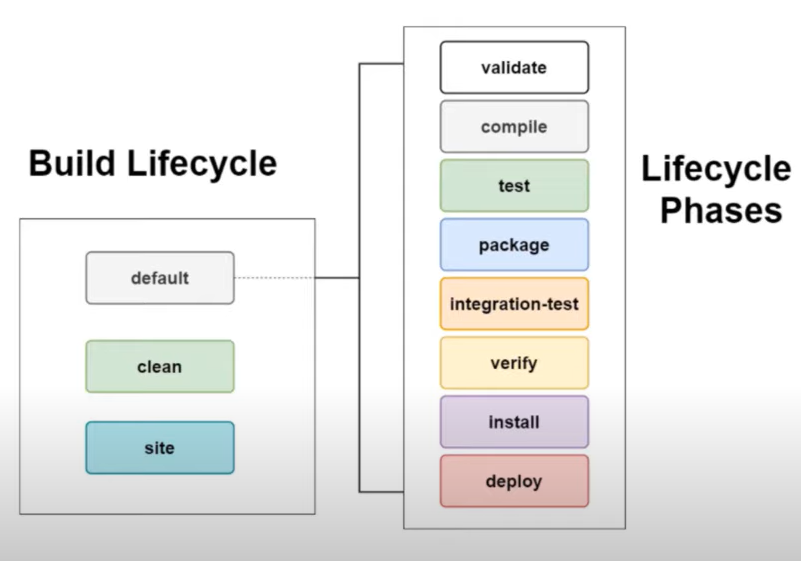 Build Lifecycle
default
clean
site
validate
compile
test
package
integration-test
verify
install
deploy
Lifecycle
Phases